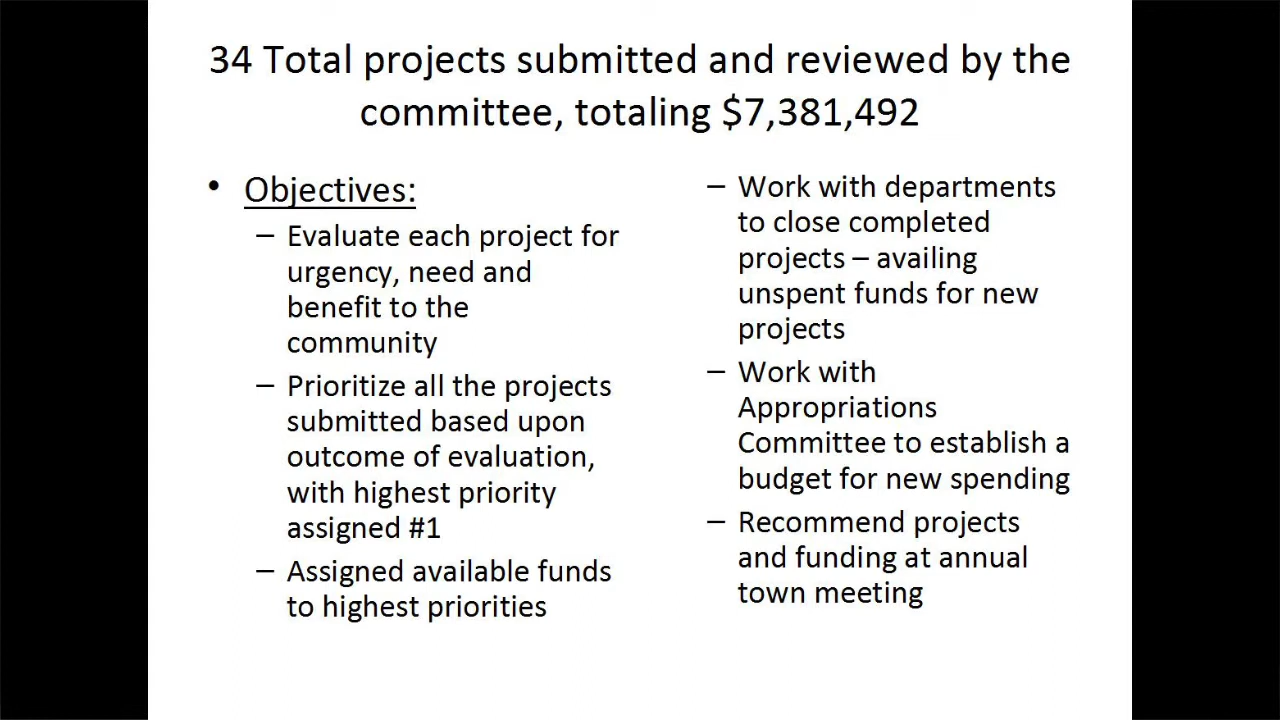 34 Total projects submitted and reviewed by the
committee, totaling $7,381,492
• Objectives:
– Evaluate each project for
urgency, need and
benefit to the
community
– Prioritize all the projects
submitted based upon
outcome of evaluation,
with highest priority
assigned #1
– Assigned available funds
to highest priorities
– Work with departments
to close completed
projects – availing
unspent funds for new
projects
– Work with
Appropriations
Committee to establish a
budget for new spending
– Recommend projects
and funding at annual
town meeting